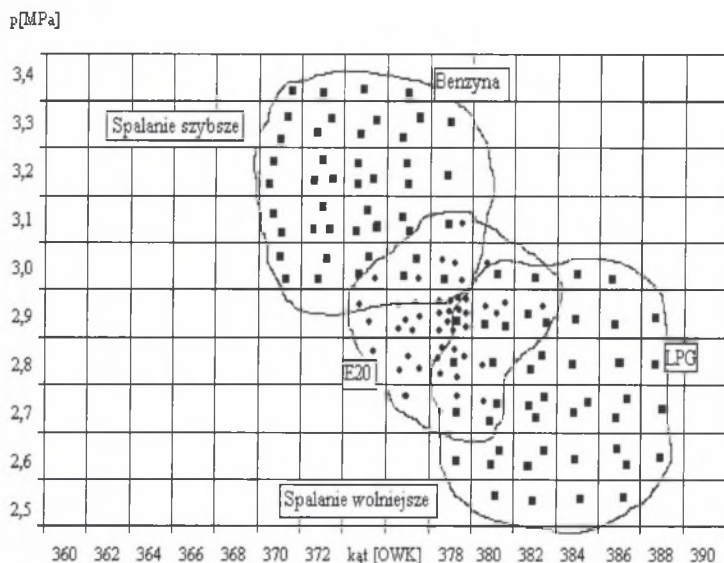 p[MPa]
3,4
Benzyna
3,3
Spalanie szybsze
3,2
3,1
3,0
2,9
2,8
E20
LPG
2,7
2,6
Spalanie wolniejsze
2,5
360 362 364 366 368 370 372 kąt [OWK] 378 380 382 384 386 388 390